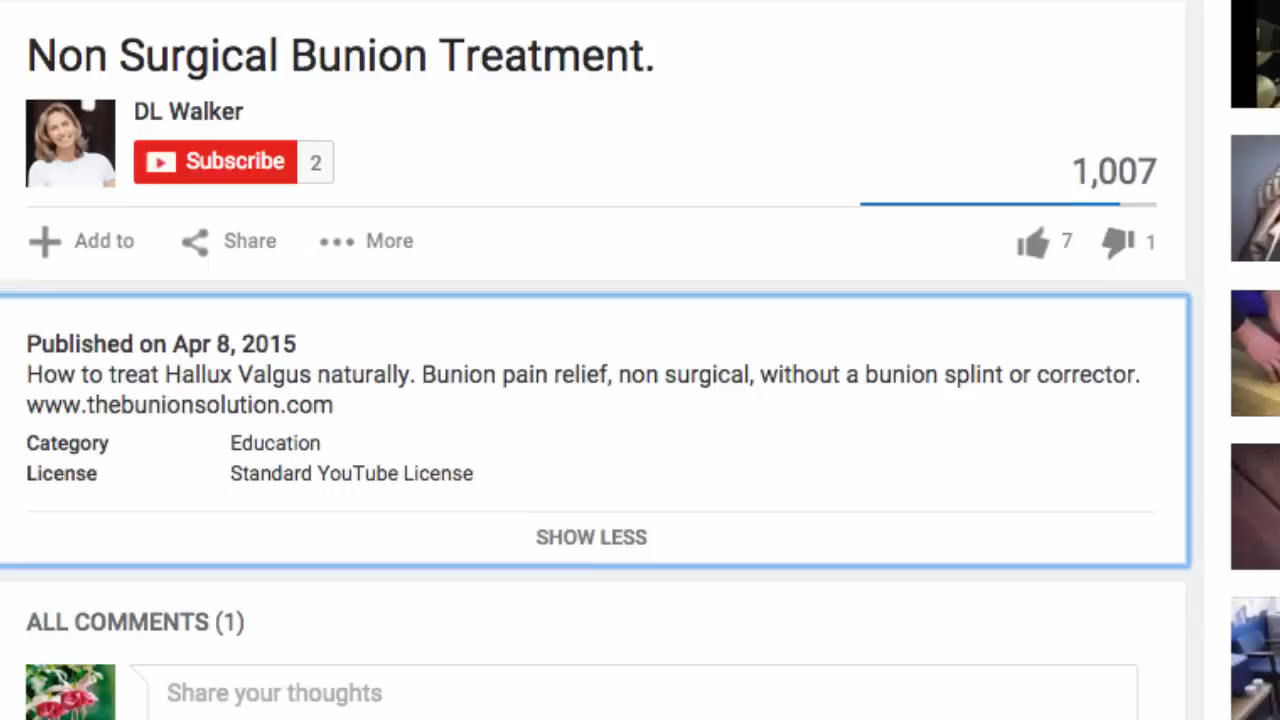 Non Surgical Bunion Treatment.
DL Walker
Subscribe 2
1,007
Add to Share More 7 1
Published on Apr 8, 2015
How to treat Hallux Valgus naturally. Bunion pain relief, non surgical, without a bunion splint or corrector.
www.thebunionsolution.com
Category Education
License Standard YouTube License
SHOW LESS
ALL COMMENTS (1)
Share your thoughts